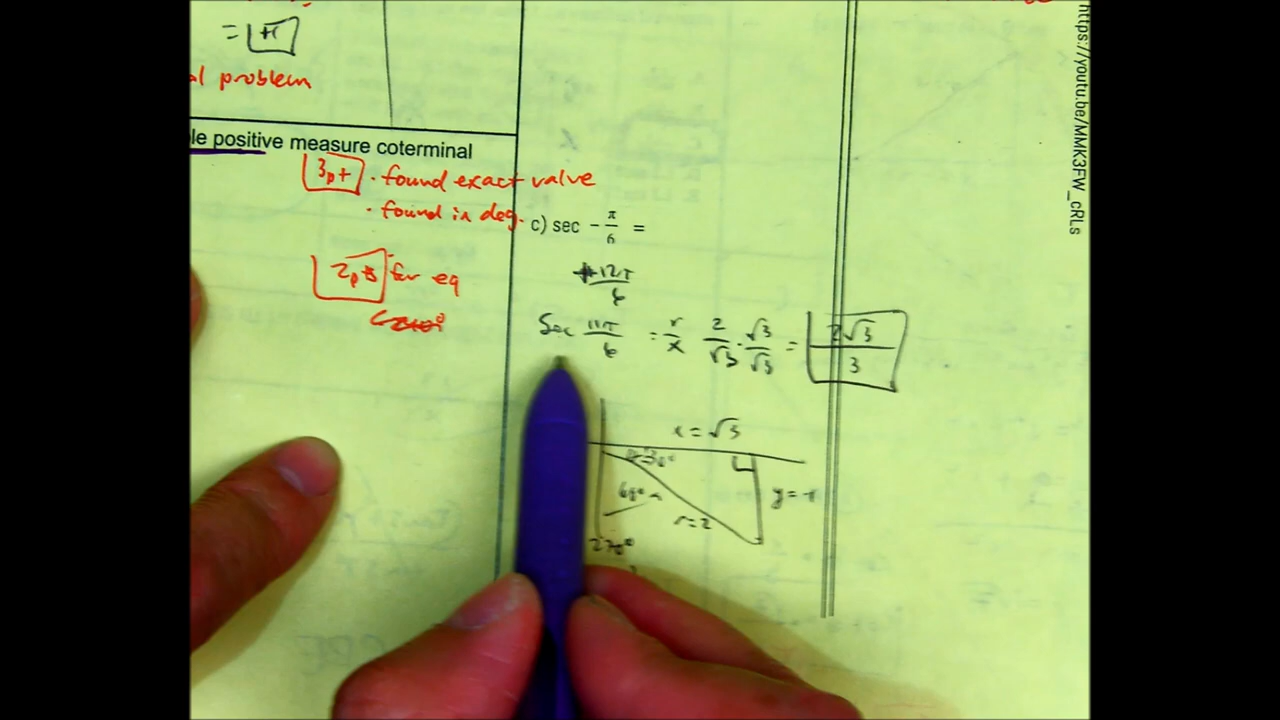 = +1
al problem
le positive measure coterminal
3pt • found exact value
• found in deg.
2pts for eq
c) sec - π/6 =
+12π/6
Sec 11π/6 = r/x 2/√3 · √3/√3 = 2√3/3
x = √3
30°
60°
r=2
270°
https://youtu.be/MMK3FW_cRLs